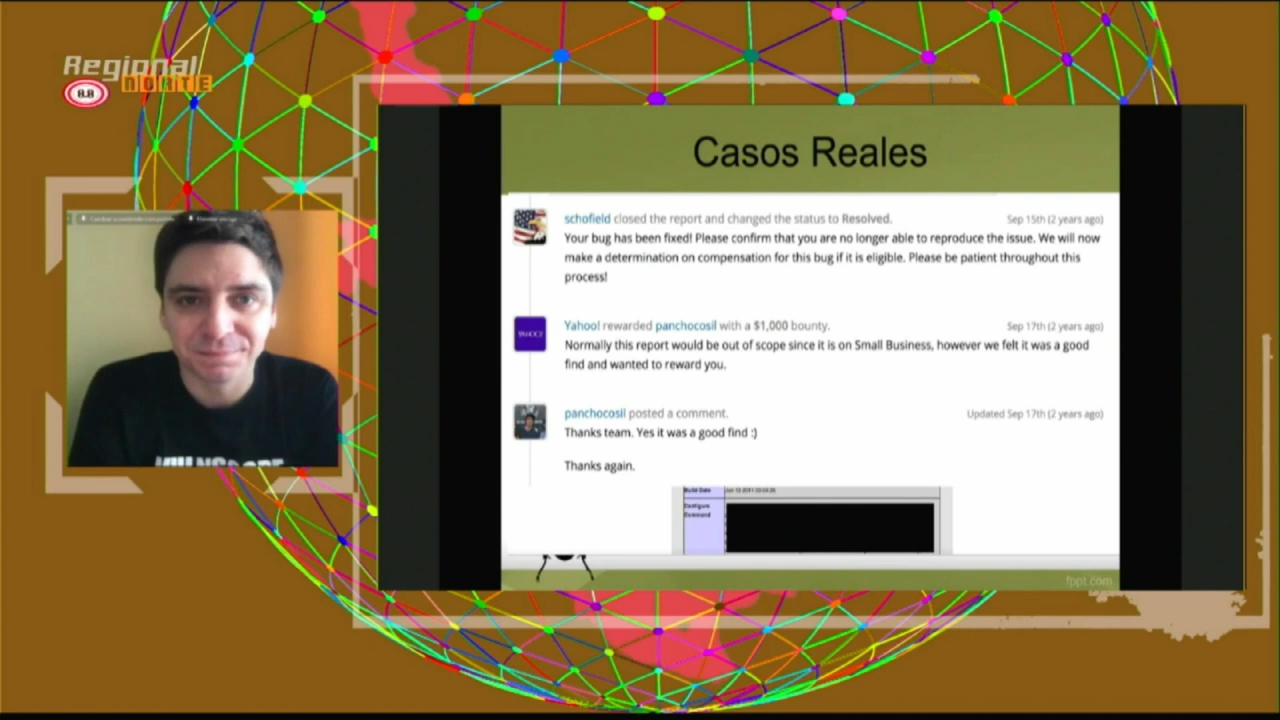 Regional
8.8 NORTE
Casos Reales
schofield closed the report and changed the status to Resolved. Sep 15th (2 years ago)
Your bug has been fixed! Please confirm that you are no longer able to reproduce the issue. We will now
make a determination on compensation for this bug if it is eligible. Please be patient throughout this
process!
Yahoo! rewarded panchocosil with a $1,000 bounty. Sep 17th (2 years ago)
YAHOO!
Normally this report would be out of scope since it is on Small Business, however we felt it was a good
find and wanted to reward you.
panchocosil posted a comment. Updated Sep 17th (2 years ago)
Thanks team. Yes it was a good find :)
Thanks again.
Build Date
Configure
Command
fppt.com